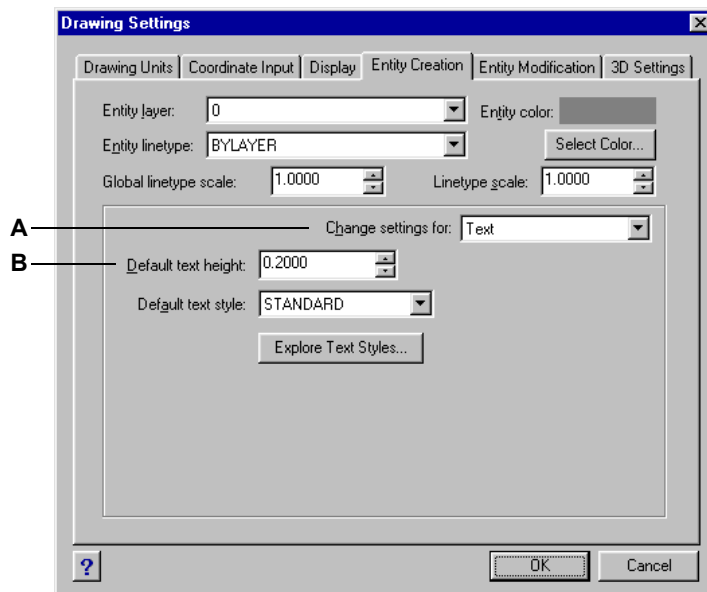 Drawing Settings
Drawing Units Coordinate Input Display Entity Creation Entity Modification 3D Settings
Entity layer: 0 Entity color:
Entity linetype: BYLAYER Select Color...
Global linetype scale: 1.0000 Linetype scale: 1.0000
A Change settings for: Text
B Default text height: 0.2000
Default text style: STANDARD
Explore Text Styles...
? OK Cancel